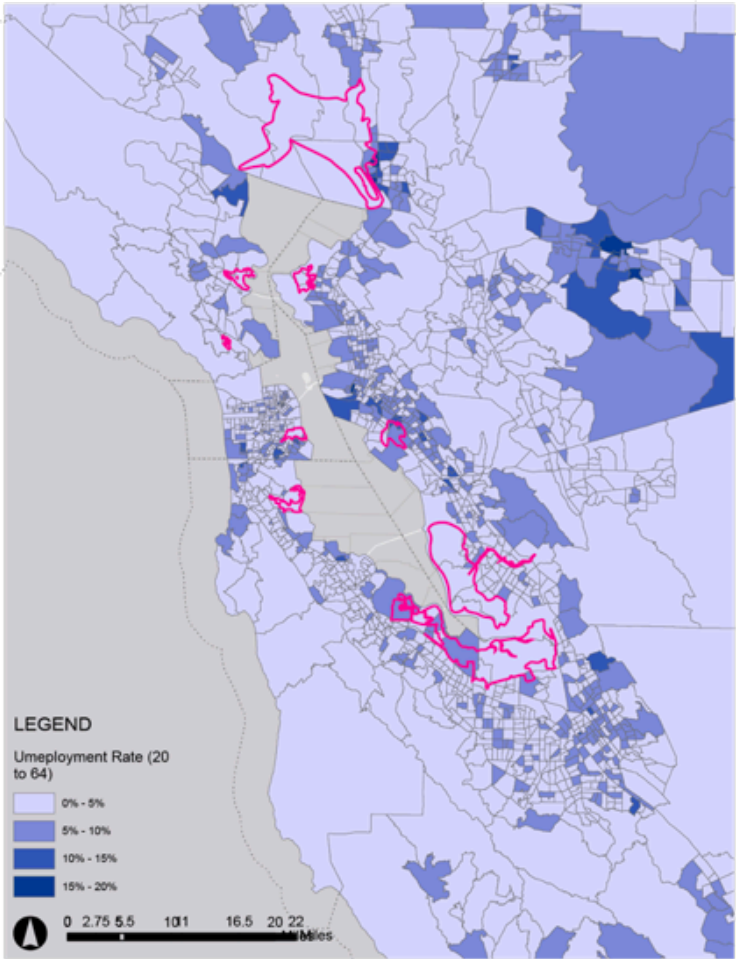 LEGEND
Umeployment Rate (20
to 64)
0% - 5%
5% - 10%
10% - 15%
15% - 20%
0 2.75 5.5 11 16.5 20 22
Miles